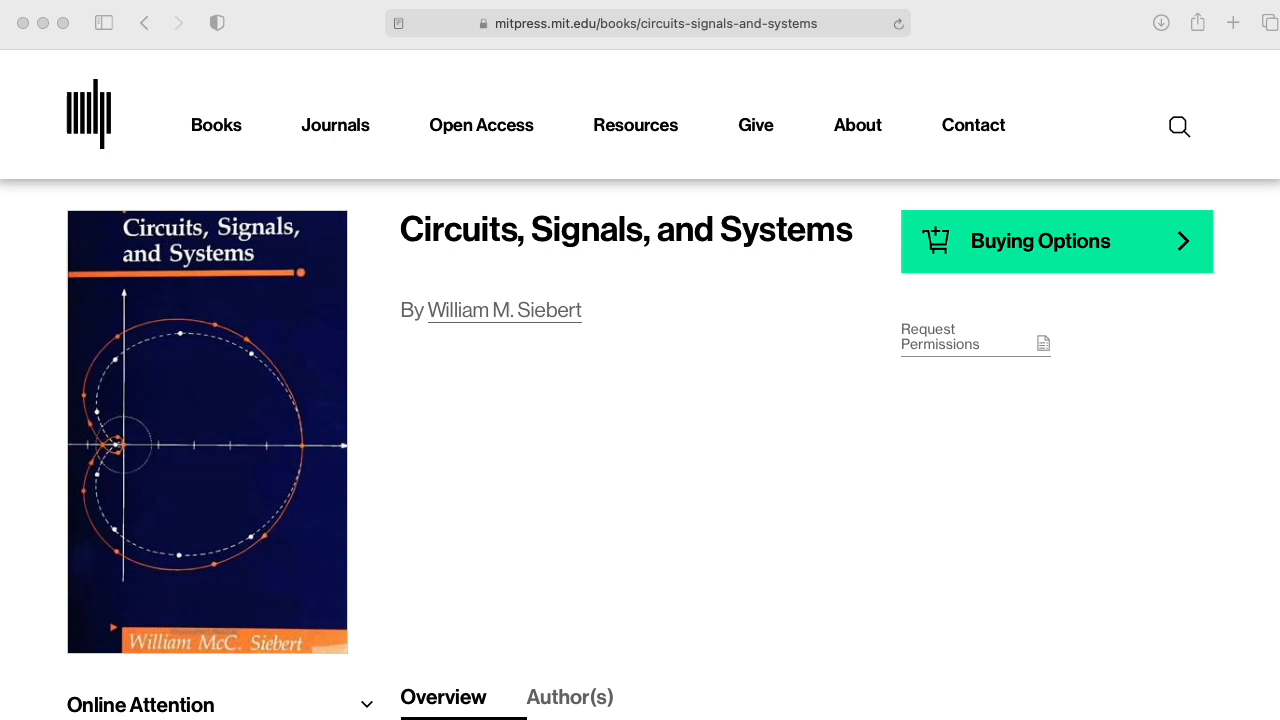 mitpress.mit.edu/books/circuits-signals-and-systems
Books
Journals
Open Access
Resources
Give
About
Contact
Circuits, Signals,
and Systems
William McC. Siebert
Circuits, Signals, and Systems
By William M. Siebert
Buying Options
Request
Permissions
Online Attention
Overview
Author(s)